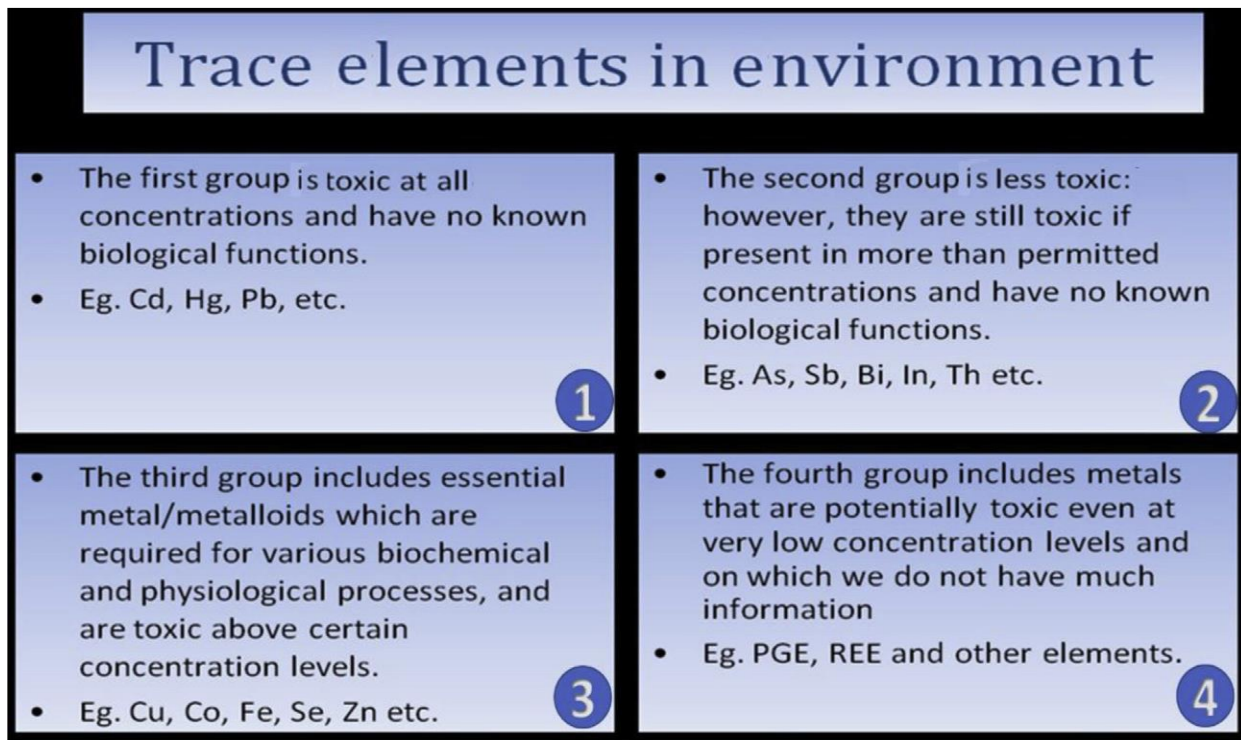 Trace elements in environment
• The first group is toxic at all
concentrations and have no known
biological functions.
• Eg. Cd, Hg, Pb, etc.
1
• The second group is less toxic:
however, they are still toxic if
present in more than permitted
concentrations and have no known
biological functions.
• Eg. As, Sb, Bi, In, Th etc.
2
• The third group includes essential
metal/metalloids which are
required for various biochemical
and physiological processes, and
are toxic above certain
concentration levels.
• Eg. Cu, Co, Fe, Se, Zn etc.
3
• The fourth group includes metals
that are potentially toxic even at
very low concentration levels and
on which we do not have much
information
• Eg. PGE, REE and other elements.
4